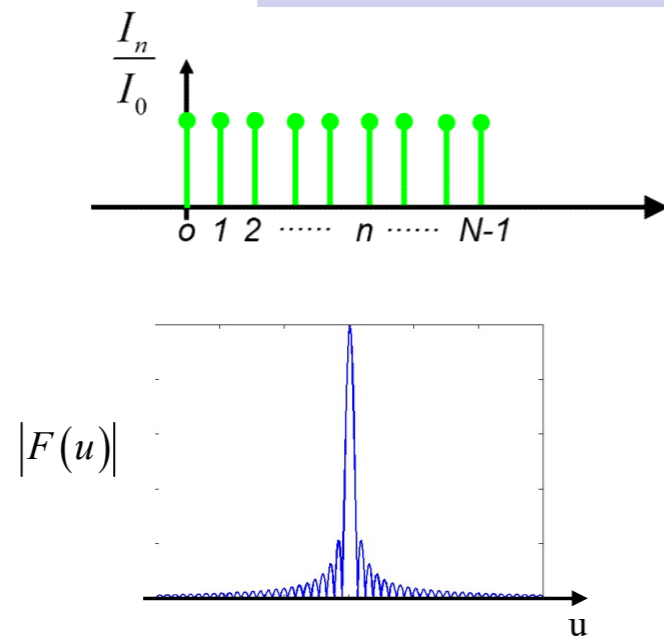 I_n
I_0
o 1 2 ...... n ...... N-1
|F(u)|
u